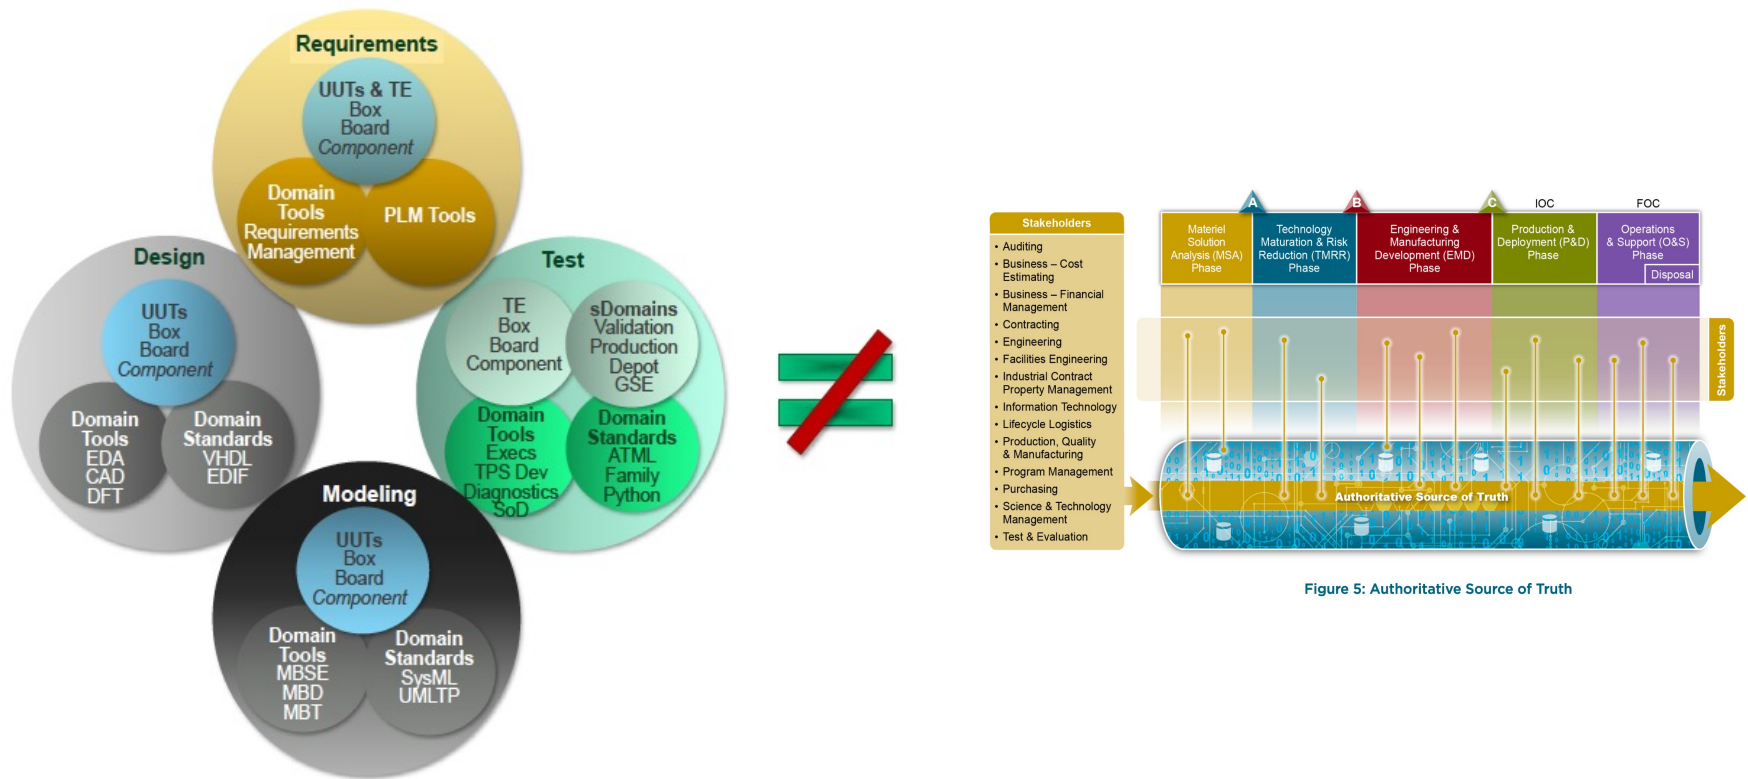 Requirements
UUTs & TE
Box
Board
Component
Domain
Tools
Requirements
Management
PLM Tools
Design
UUTs
Box
Board
Component
Domain
Tools
EDA
CAD
DFT
Domain
Standards
VHDL
EDIF
Test
TE
Box
Board
Component
sDomains
Validation
Production
Depot
GSE
Domain
Tools
Execs
TPS Dev
Diagnostics
SoD
Domain
Standards
ATML
Family
Python
Modeling
UUTs
Box
Board
Component
Domain
Tools
MBSE
MBD
MBT
Domain
Standards
SysML
UMLTP
Stakeholders
• Auditing
• Business – Cost
Estimating
• Business – Financial
Management
• Contracting
• Engineering
• Facilities Engineering
• Industrial Contract
Property Management
• Information Technology
• Lifecycle Logistics
• Production, Quality
& Manufacturing
• Program Management
• Purchasing
• Science & Technology
Management
• Test & Evaluation
A
B
C
IOC
FOC
Materiel
Solution
Analysis (MSA)
Phase
Technology
Maturation & Risk
Reduction (TMRR)
Phase
Engineering &
Manufacturing
Development (EMD)
Phase
Production &
Deployment (P&D)
Phase
Operations
& Support (O&S)
Phase
Disposal
Stakeholders
Authoritative Source of Truth
Figure 5: Authoritative Source of Truth